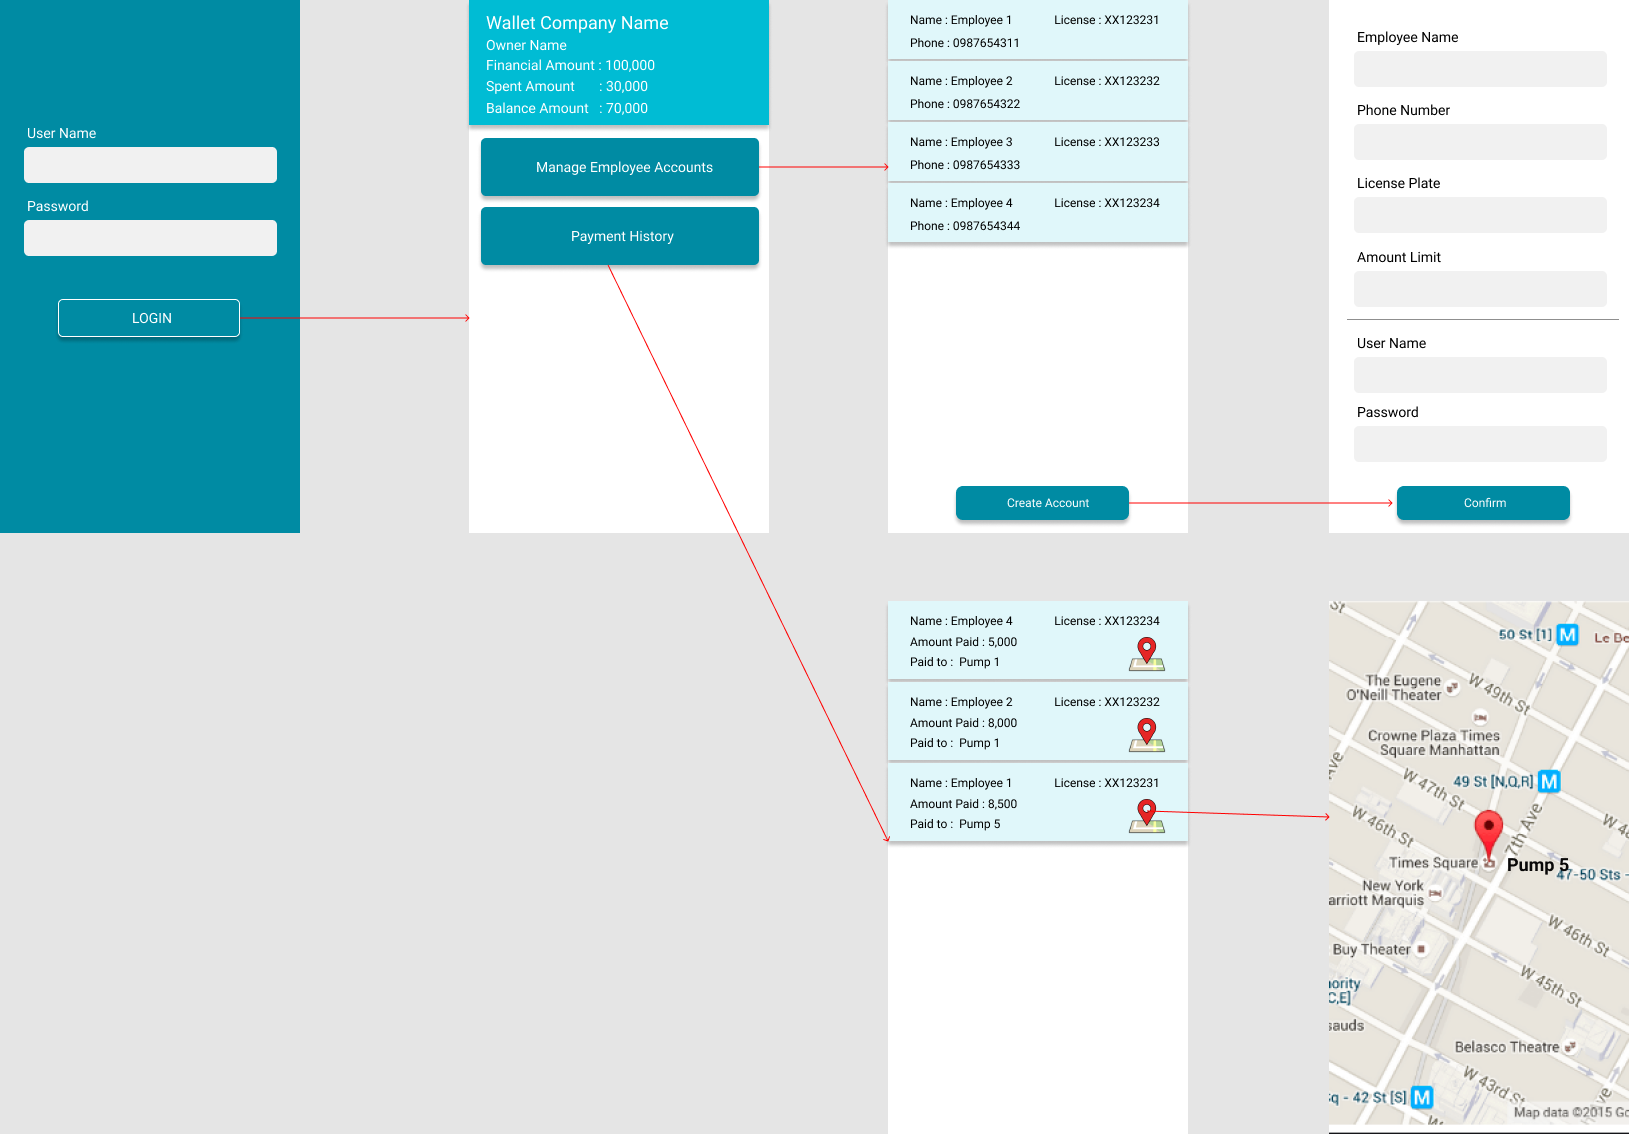 User Name
Password
LOGIN
Wallet Company Name
Owner Name
Financial Amount : 100,000
Spent Amount : 30,000
Balance Amount : 70,000
Manage Employee Accounts
Payment History
Name : Employee 1 License : XX123231
Phone : 0987654311
Name : Employee 2 License : XX123232
Phone : 0987654322
Name : Employee 3 License : XX123233
Phone : 0987654333
Name : Employee 4 License : XX123234
Phone : 0987654344
Create Account
Employee Name
Phone Number
License Plate
Amount Limit
User Name
Password
Confirm
Name : Employee 4 License : XX123234
Amount Paid : 5,000
Paid to : Pump 1
Name : Employee 2 License : XX123232
Amount Paid : 8,000
Paid to : Pump 1
Name : Employee 1 License : XX123231
Amount Paid : 8,500
Paid to : Pump 5
St
50 St [1] M
Le Be
The Eugene
O'Neill Theater
W 49th St
Crowne Plaza Times
Square Manhattan
Ave
49 St [N,Q,R] M
W 47th St
W 46th St
7th Ave
W 4
Times Square
Pump 5
47-50 Sts -
New York
arriott Marquis
W 46th St
Buy Theater
W 45th St
ority
C,E]
sauds
Belasco Theatre
W 43rd S
Ave
q - 42 St [S] M
Map data ©2015 Go